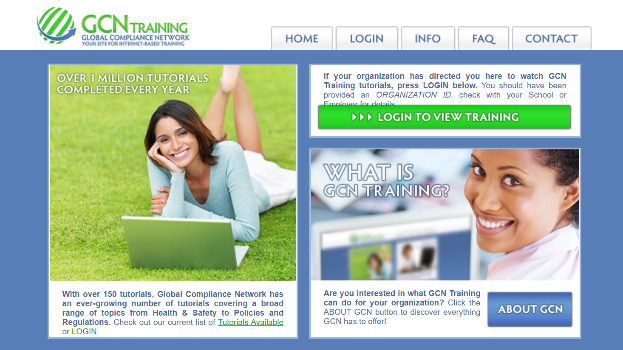 GCN TRAINING
GLOBAL COMPLIANCE NETWORK
YOUR SITE FOR INTERNET-BASED TRAINING
HOME
LOGIN
INFO
FAQ
CONTACT
OVER 1 MILLION TUTORIALS
COMPLETED EVERY YEAR
With over 150 tutorials, Global Compliance Network has
an ever-growing number of tutorials covering a broad
range of topics from Health & Safety to Policies and
Regulations. Check out our current list of Tutorials Available
or LOGIN
If your organization has directed you here to watch GCN
Training tutorials, press LOGIN below. You should have been
provided an ORGANIZATION ID, check with your School or
Employer for details.
LOGIN TO VIEW TRAINING
WHAT IS
GCN TRAINING?
Are you interested in what GCN Training
can do for your organization? Click the
ABOUT GCN button to discover everything
GCN has to offer!
ABOUT GCN